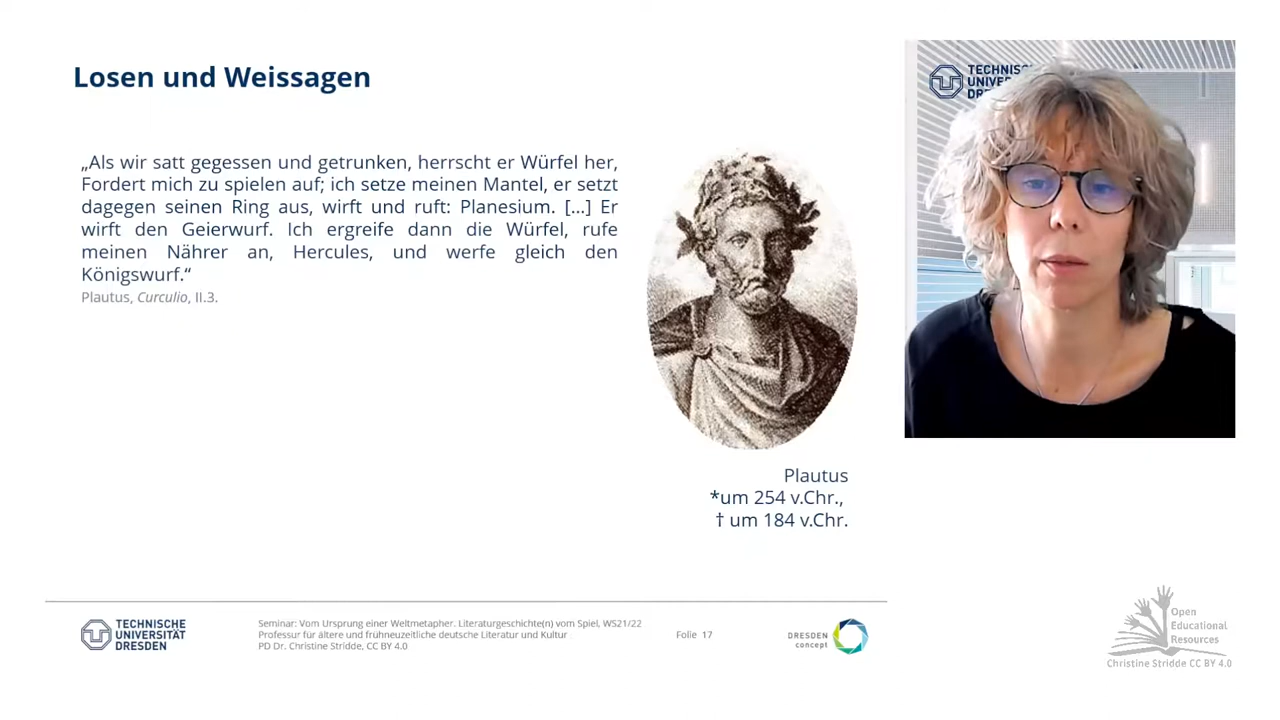 Losen und Weissagen
„Als wir satt gegessen und getrunken, herrscht er Würfel her,
Fordert mich zu spielen auf; ich setze meinen Mantel, er setzt
dagegen seinen Ring aus, wirft und ruft: Planesium. [...] Er
wirft den Geierwurf. Ich ergreife dann die Würfel, rufe
meinen Nährer an, Hercules, und werfe gleich den
Königswurf.“
Plautus, Curculio, II.3.
Plautus
*um 254 v.Chr.,
† um 184 v.Chr.
TECHNISCHE
UNIVERSITÄT
DRESDEN
Seminar: Vom Ursprung einer Weltmetapher. Literaturgeschichte(n) vom Spiel, WS21/22
Professur für ältere und frühneuzeitliche deutsche Literatur und Kultur
PD Dr. Christine Stridde, CC BY 4.0
Folie 17
DRESDEN
concept
TECHNISC
UNIVER
DRE
Open
Educational
Resources
Christine Stridde CC BY 4.0